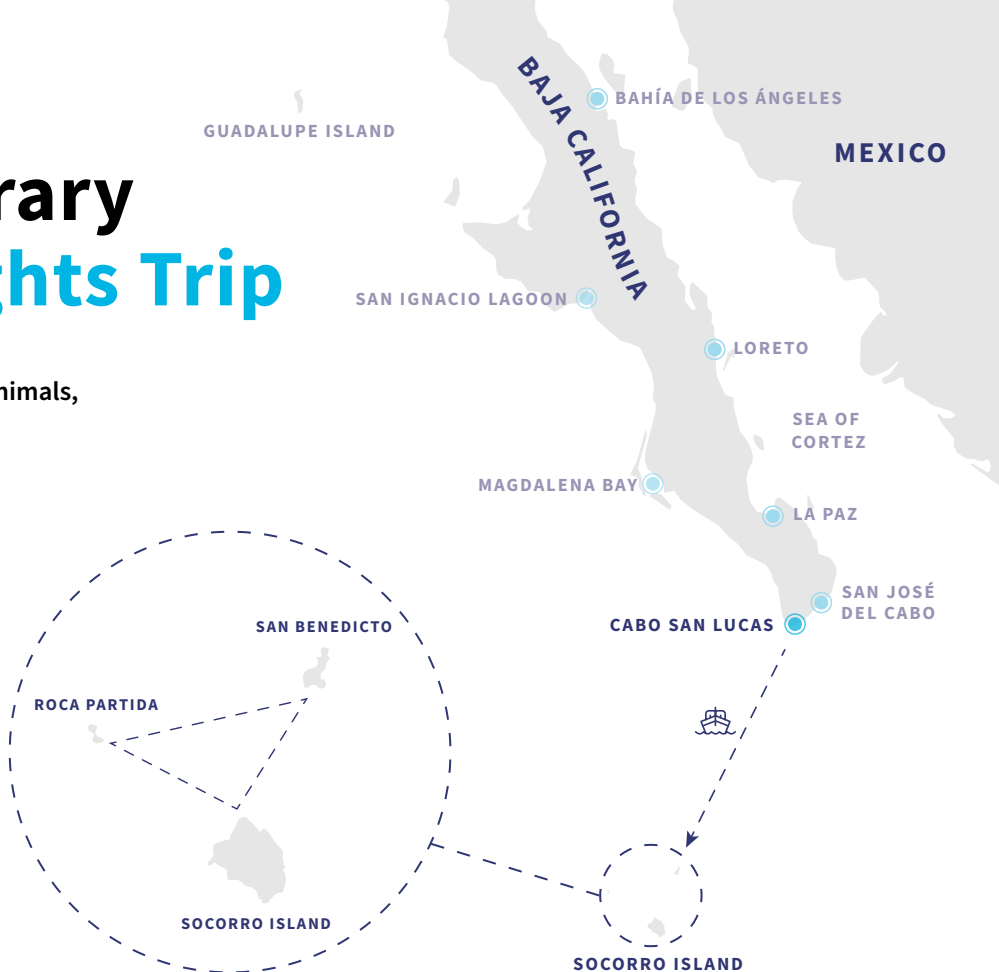 BAHÍA DE LOS ÁNGELES
BAJA CALIFORNIA
GUADALUPE ISLAND
MEXICO
rary
ghts Trip
SAN IGNACIO LAGOON
LORETO
nimals,
SEA OF
CORTEZ
MAGDALENA BAY
LA PAZ
SAN JOSÉ
DEL CABO
CABO SAN LUCAS
SAN BENEDICTO
ROCA PARTIDA
SOCORRO ISLAND
SOCORRO ISLAND